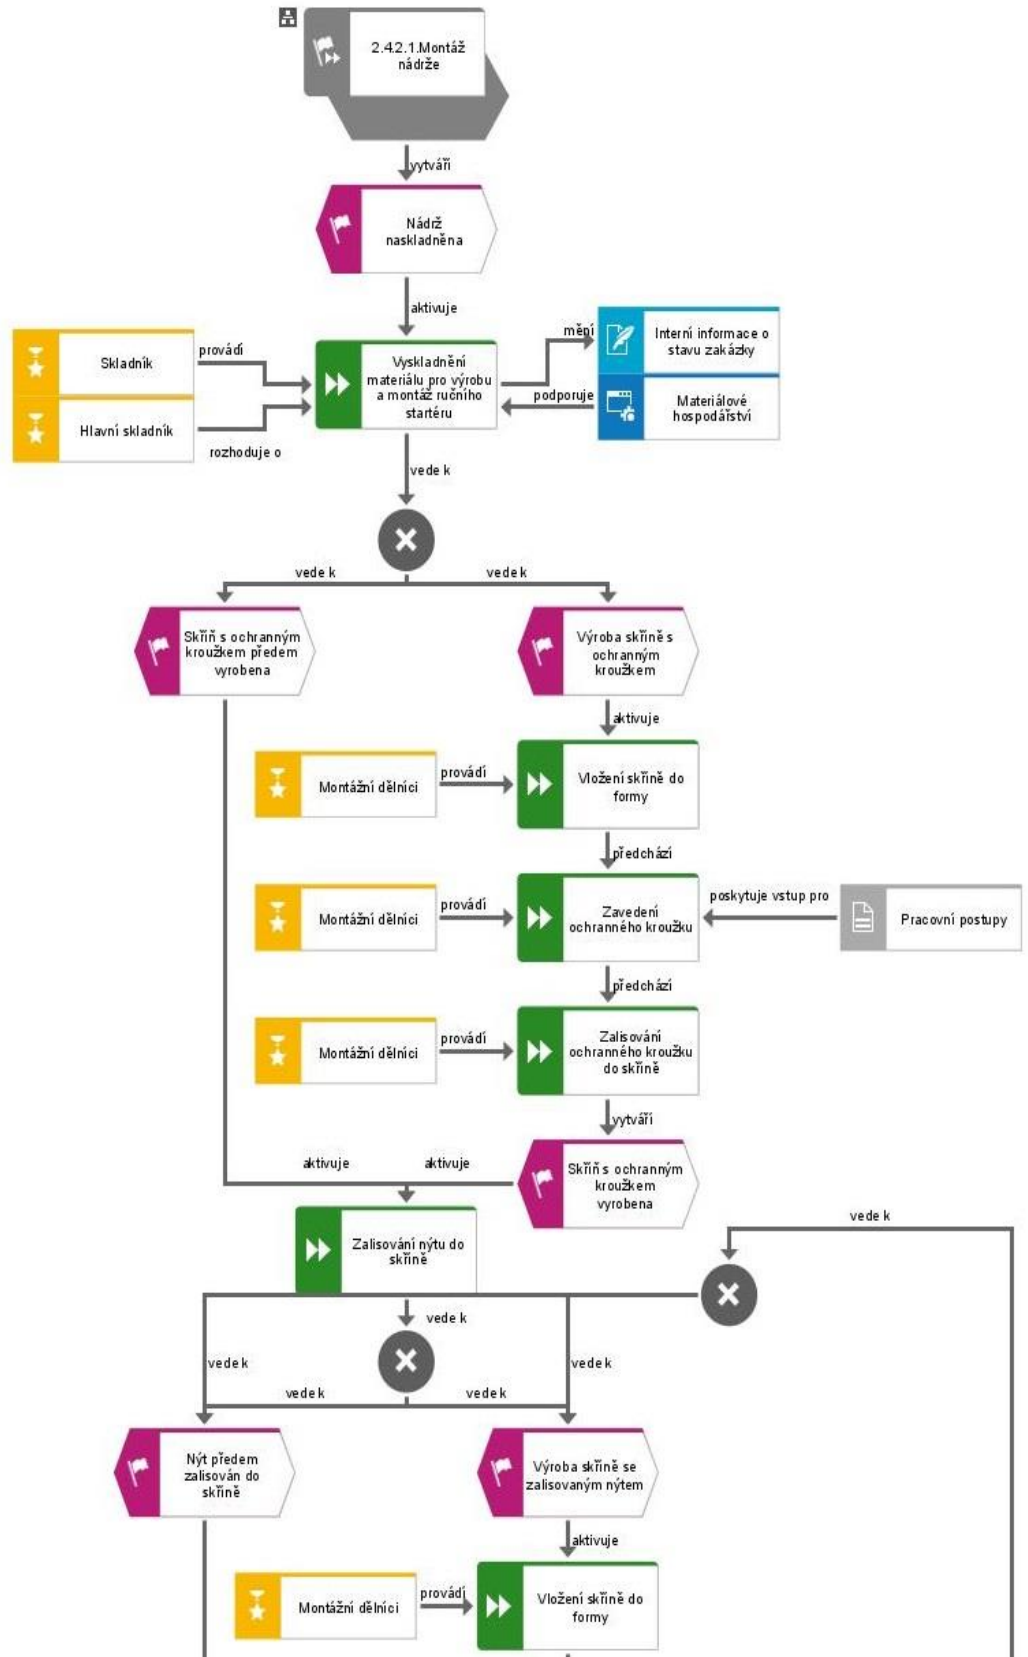 2.4.2.1.Montáž
nádrže
vytváří
Nádrž
naskladněna
aktivuje
Skladník
provádí
Hlavní skladník
rozhoduje o
Vyskladnění
materiálu pro výrobu
a montáž ručního
startéru
mění
Interní informace o
stavu zakázky
podporuje
Materiálové
hospodářství
vede k
vede k
vede k
Skříň s ochranným
kroužkem předem
vyrobena
Výroba skříně s
ochranným
kroužkem
aktivuje
Montážní dělníci
provádí
Vložení skříně do
formy
předchází
Montážní dělníci
provádí
Zavedení
ochranného kroužku
poskytuje vstup pro
Pracovní postupy
předchází
Montážní dělníci
provádí
Zalisování
ochranného kroužku
do skříně
vytváří
aktivuje
aktivuje
Skříň s ochranným
kroužkem
vyrobena
vede k
Zalisování nýtu do
skříně
vede k
vede k
vede k
vede k
vede k
Nýt předem
zalisován do
skříně
Výroba skříně se
zalisovaným nýtem
aktivuje
Montážní dělníci
provádí
Vložení skříně do
formy